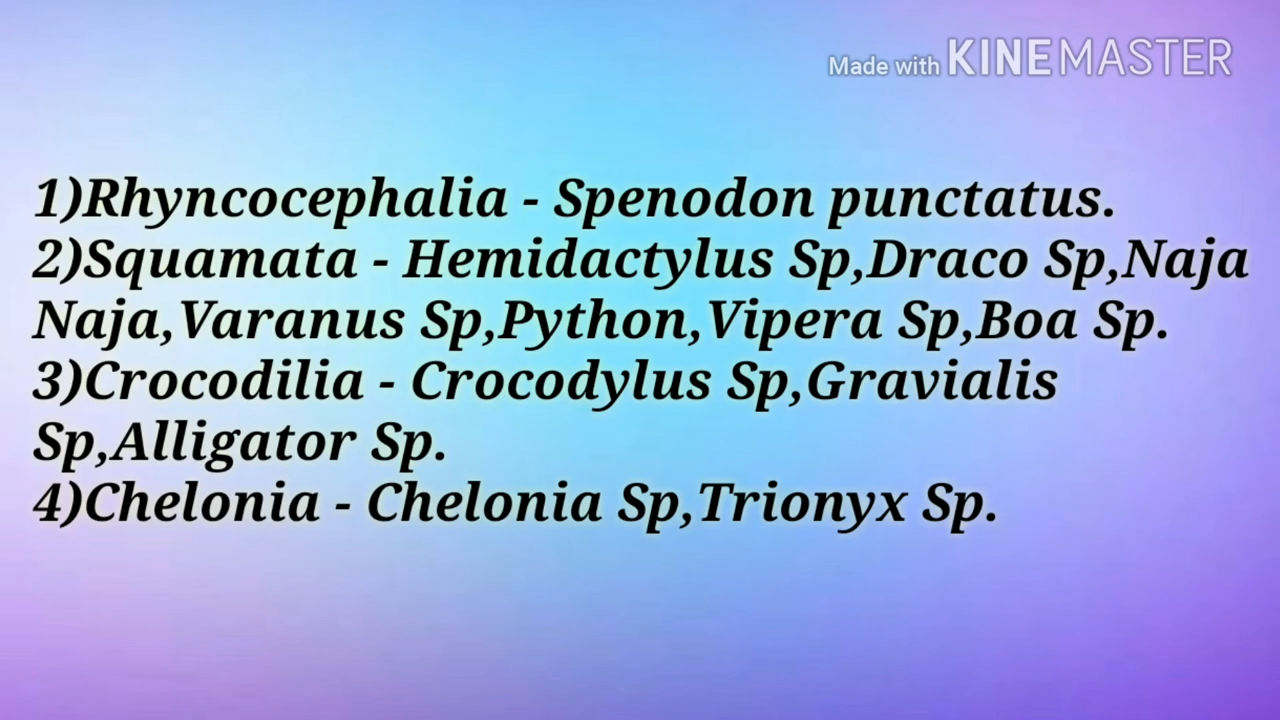 Made with KINEMASTER
1)Rhyncocephalia - Spenodon punctatus.
2)Squamata - Hemidactylus Sp,Draco Sp,Naja
Naja,Varanus Sp,Python,Vipera Sp,Boa Sp.
3)Crocodilia - Crocodylus Sp,Gravialis
Sp,Alligator Sp.
4)Chelonia - Chelonia Sp,Trionyx Sp.